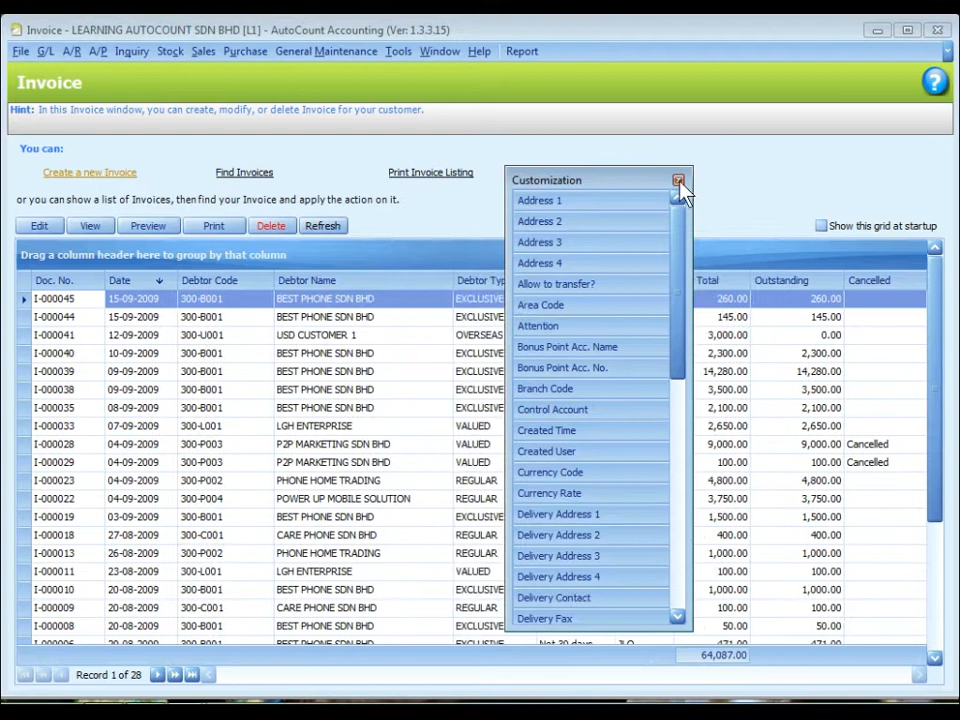 Invoice - LEARNING AUTOCOUNT SDN BHD [L1] - AutoCount Accounting (Ver: 1.3.3.15)
File G/L A/R A/P Inquiry Stock Sales Purchase General Maintenance Tools Window Help Report
Invoice
Hint: In this Invoice window, you can create, modify, or delete Invoice for your customer.
You can:
Create a new Invoice Find Invoices Print Invoice Listing
or you can show a list of Invoices, then find your Invoice and apply the action on it.
Edit View Preview Print Delete Refresh Show this grid at startup
Drag a column header here to group by that column
Doc. No. Date Debtor Code Debtor Name Debtor Typ Total Outstanding Cancelled
I-000045 15-09-2009 300-B001 BEST PHONE SDN BHD EXCLUSIVE 260.00 260.00
I-000044 15-09-2009 300-B001 BEST PHONE SDN BHD EXCLUSIVE 145.00 145.00
I-000041 12-09-2009 300-U001 USD CUSTOMER 1 OVERSEAS 3,000.00 0.00
I-000040 10-09-2009 300-B001 BEST PHONE SDN BHD EXCLUSIVE 2,300.00 2,300.00
I-000039 09-09-2009 300-B001 BEST PHONE SDN BHD EXCLUSIVE 14,280.00 14,280.00
I-000038 09-09-2009 300-B001 BEST PHONE SDN BHD EXCLUSIVE 3,500.00 3,500.00
I-000035 08-09-2009 300-B001 BEST PHONE SDN BHD EXCLUSIVE 2,100.00 2,100.00
I-000033 07-09-2009 300-L001 LGH ENTERPRISE VALUED 2,650.00 2,650.00
I-000028 04-09-2009 300-P003 P2P MARKETING SDN BHD VALUED 9,000.00 9,000.00 Cancelled
I-000029 04-09-2009 300-P003 P2P MARKETING SDN BHD VALUED 100.00 100.00 Cancelled
I-000023 04-09-2009 300-P002 PHONE HOME TRADING REGULAR 4,800.00 4,800.00
I-000022 04-09-2009 300-P004 POWER UP MOBILE SOLUTION REGULAR 3,750.00 3,750.00
I-000019 03-09-2009 300-B001 BEST PHONE SDN BHD EXCLUSIVE 1,500.00 1,500.00
I-000018 27-08-2009 300-C001 CARE PHONE SDN BHD REGULAR 400.00 400.00
I-000013 26-08-2009 300-P002 PHONE HOME TRADING REGULAR 1,000.00 1,000.00
I-000011 23-08-2009 300-L001 LGH ENTERPRISE VALUED 100.00 100.00
I-000010 20-08-2009 300-B001 BEST PHONE SDN BHD EXCLUSIVE 1,000.00 1,000.00
I-000009 20-08-2009 300-C001 CARE PHONE SDN BHD REGULAR 100.00 100.00
I-000008 20-08-2009 300-B001 BEST PHONE SDN BHD EXCLUSIVE 50.00 50.00
I-000006 20-08-2009 300-B001 BEST PHONE SDN BHD EXCLUSIVE Net 30 days 471.00 471.00
64,087.00
Record 1 of 28
Customization
Address 1
Address 2
Address 3
Address 4
Allow to transfer?
Area Code
Attention
Bonus Point Acc. Name
Bonus Point Acc. No.
Branch Code
Control Account
Created Time
Created User
Currency Code
Currency Rate
Delivery Address 1
Delivery Address 2
Delivery Address 3
Delivery Address 4
Delivery Contact
Delivery Fax